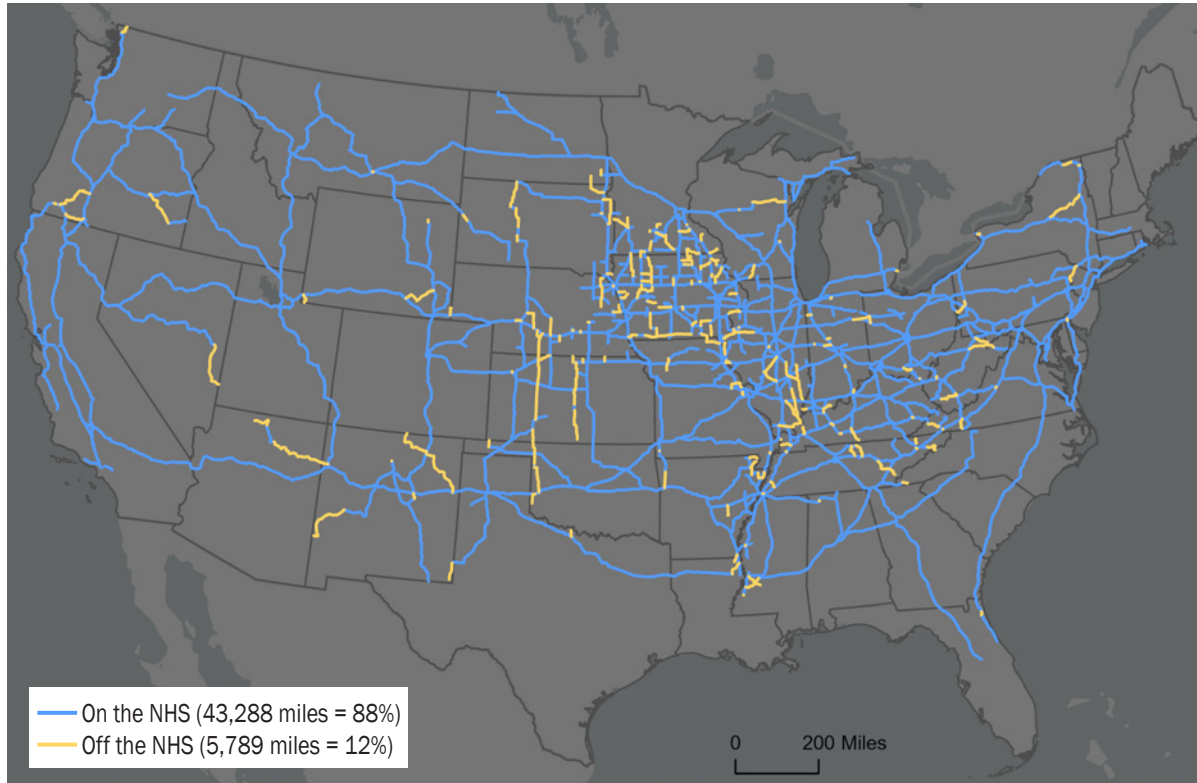 On the NHS (43,288 miles = 88%)
Off the NHS (5,789 miles = 12%)
0 200 Miles